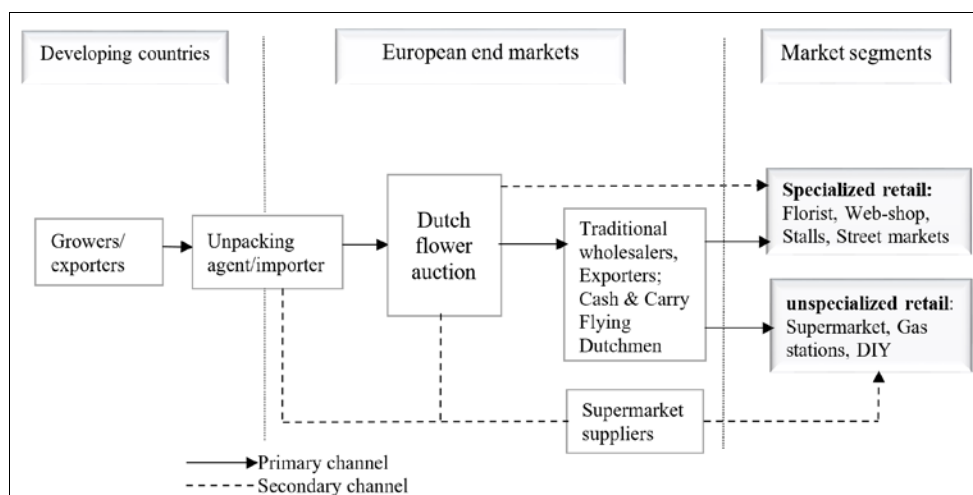 Developing countries
European end markets
Market segments
Growers/
exporters
Unpacking
agent/importer
Dutch
flower
auction
Traditional
wholesalers,
Exporters;
Cash & Carry
Flying
Dutchmen
Specialized retail:
Florist, Web-shop,
Stalls, Street markets
unspecialized retail:
Supermarket, Gas
stations, DIY
Supermarket
suppliers
Primary channel
Secondary channel